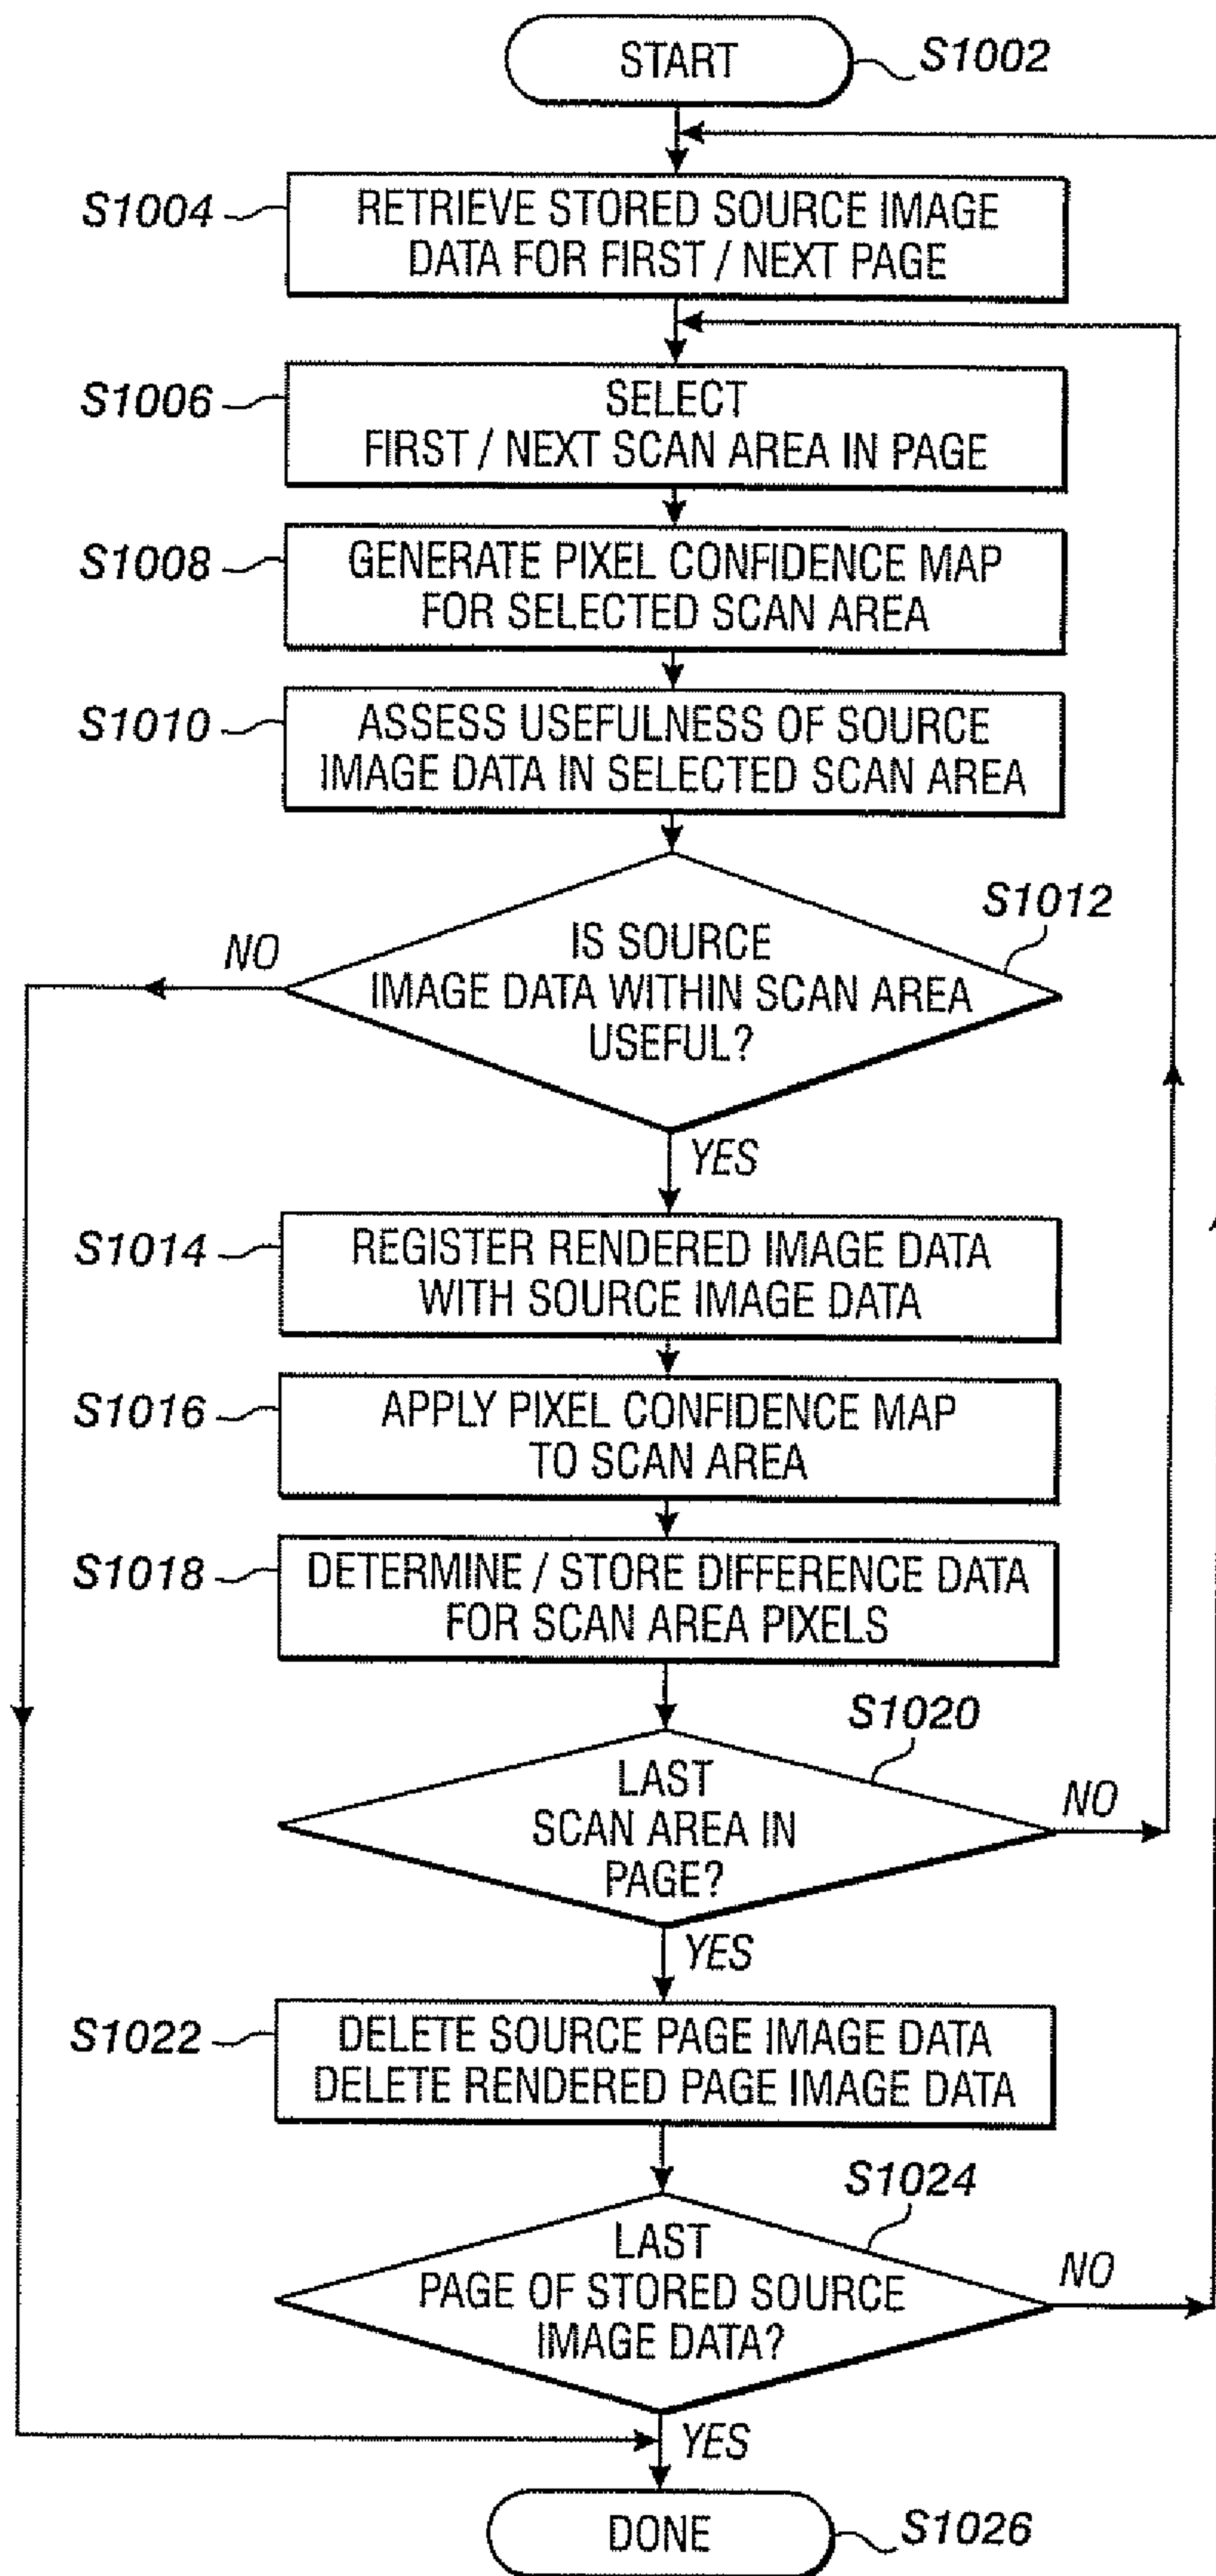 START
S1002
S1004
RETRIEVE STORED SOURCE IMAGE
DATA FOR FIRST / NEXT PAGE
S1006
SELECT
FIRST / NEXT SCAN AREA IN PAGE
S1008
GENERATE PIXEL CONFIDENCE MAP
FOR SELECTED SCAN AREA
S1010
ASSESS USEFULNESS OF SOURCE
IMAGE DATA IN SELECTED SCAN AREA
S1012
NO
IS SOURCE
IMAGE DATA WITHIN SCAN AREA
USEFUL?
YES
S1014
REGISTER RENDERED IMAGE DATA
WITH SOURCE IMAGE DATA
S1016
APPLY PIXEL CONFIDENCE MAP
TO SCAN AREA
S1018
DETERMINE / STORE DIFFERENCE DATA
FOR SCAN AREA PIXELS
S1020
LAST
SCAN AREA IN
PAGE?
NO
YES
S1022
DELETE SOURCE PAGE IMAGE DATA
DELETE RENDERED PAGE IMAGE DATA
S1024
LAST
PAGE OF STORED SOURCE
IMAGE DATA?
NO
YES
DONE
S1026